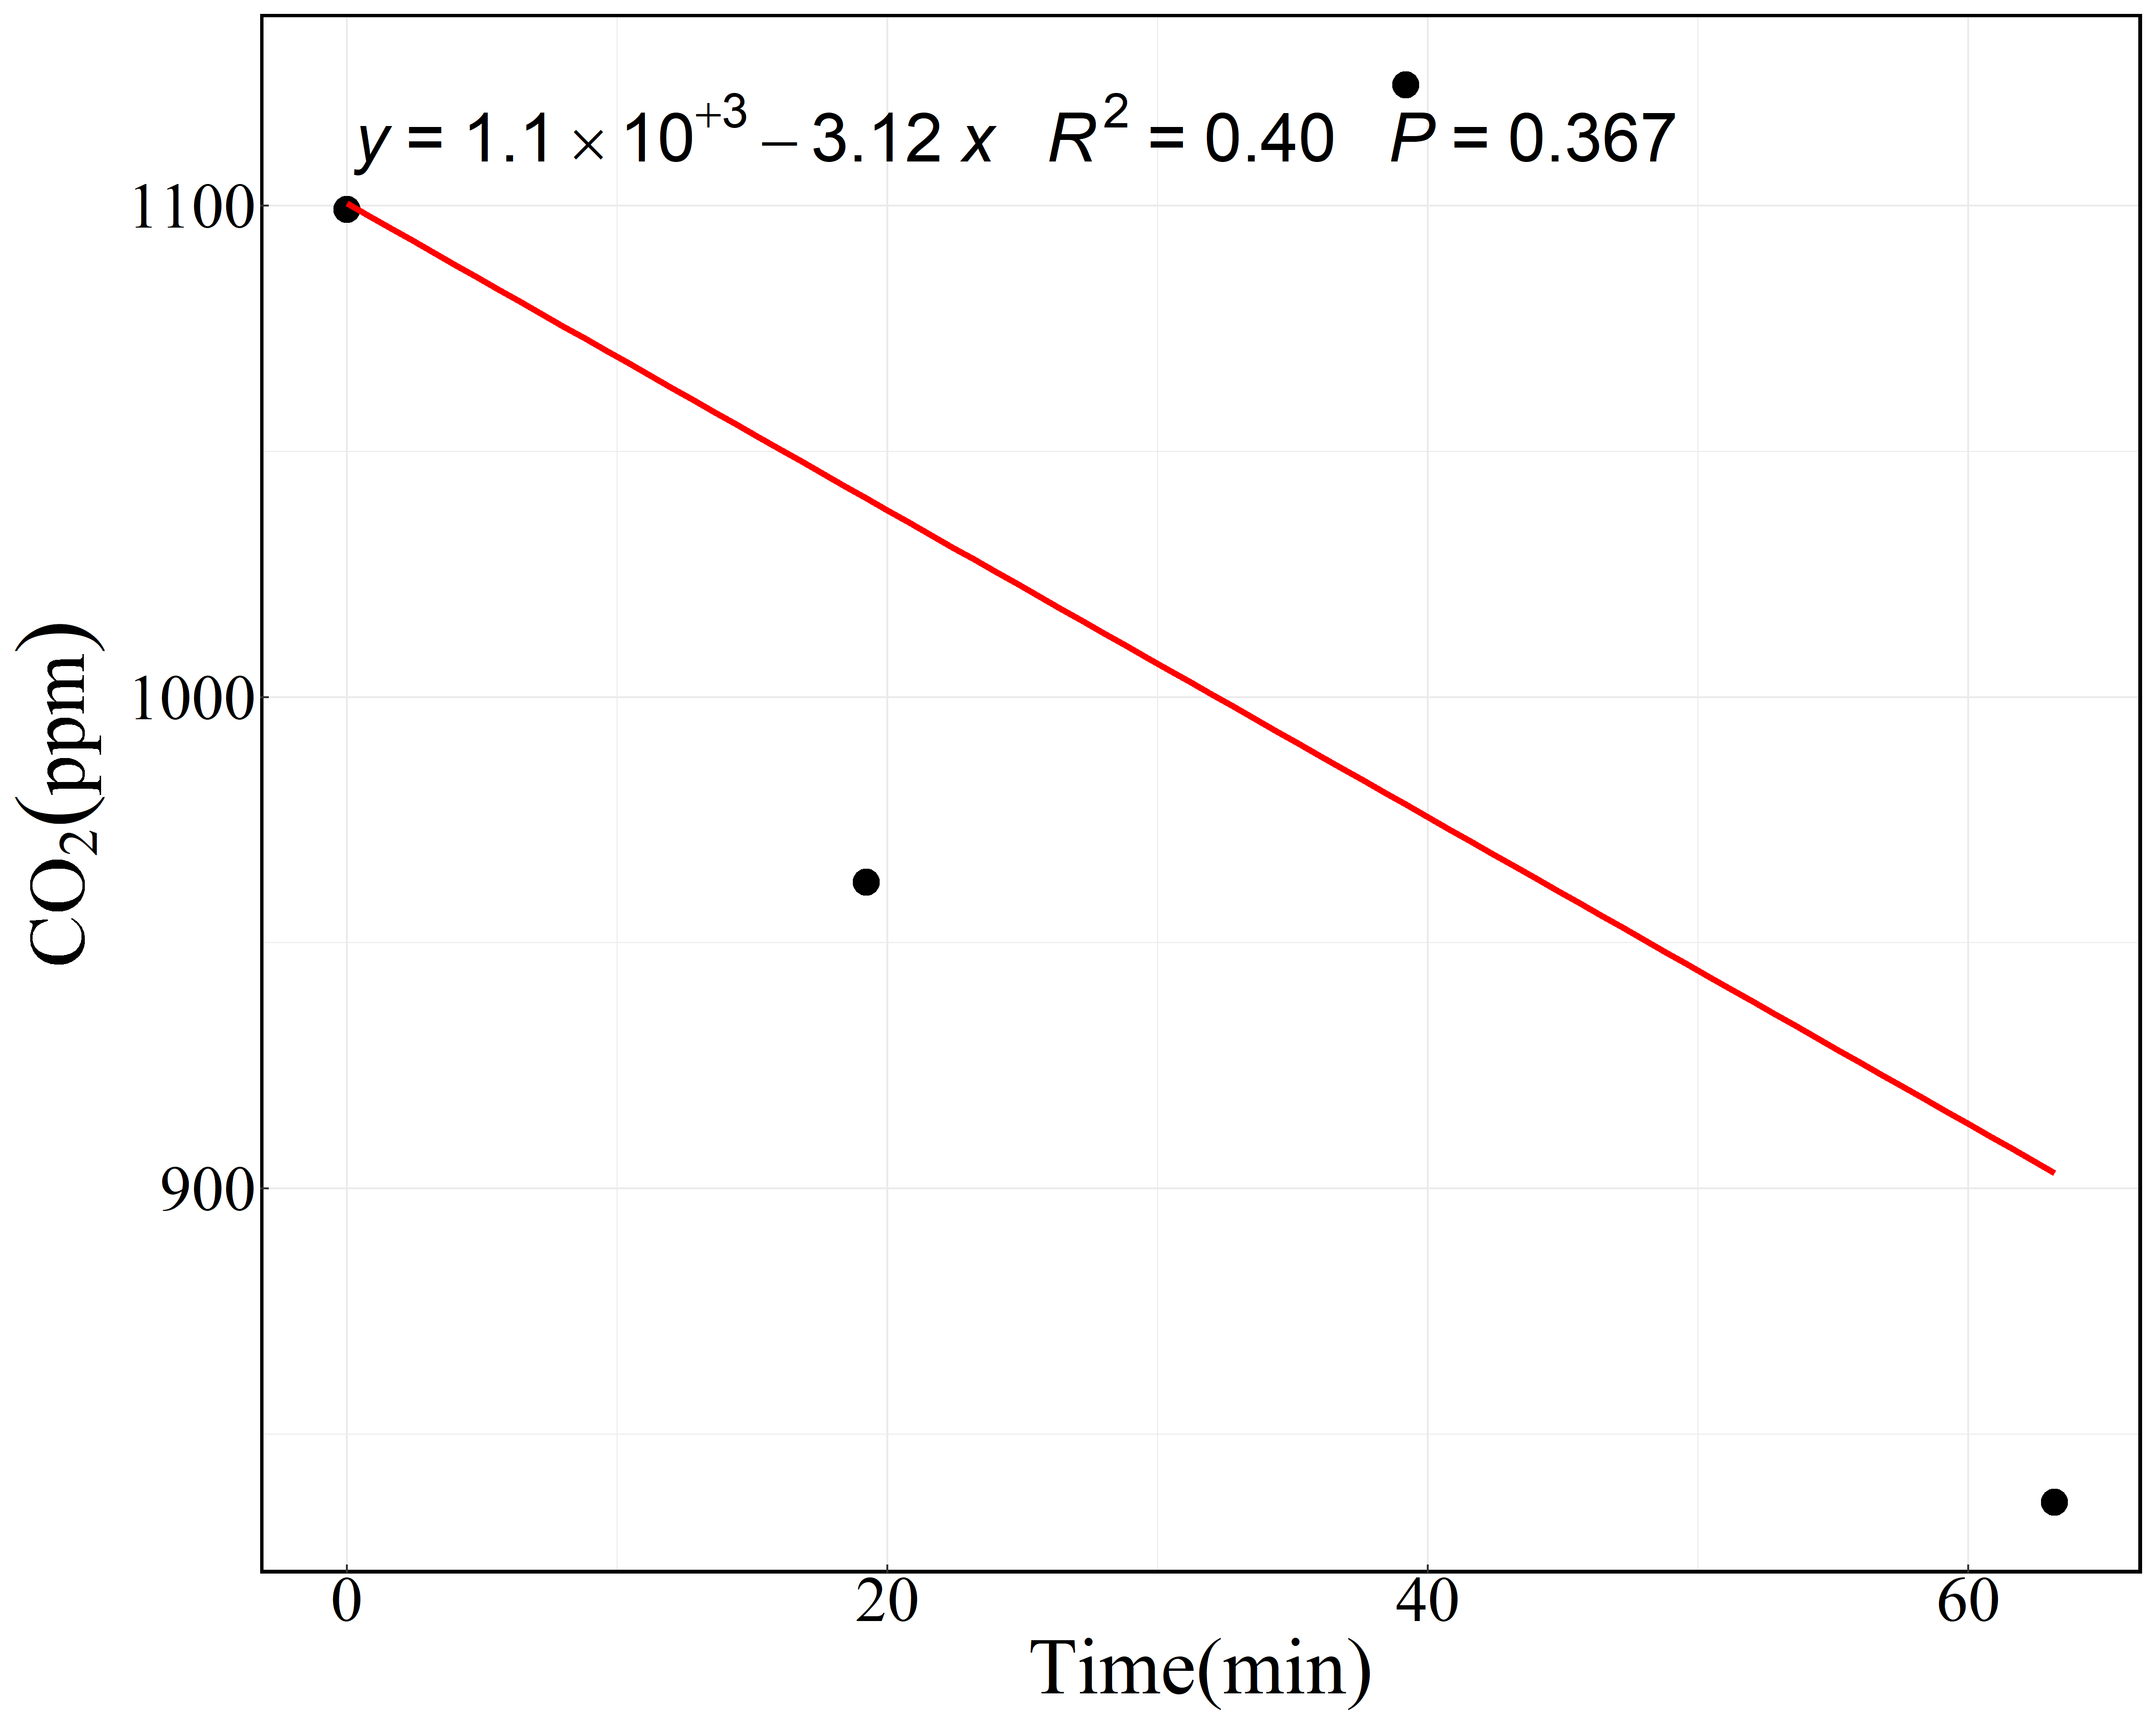 y = 1.1 × 10⁺³ − 3.12 x R² = 0.40 P = 0.367
1100
1000
900
CO₂(ppm)
0 20 40 60
Time(min)